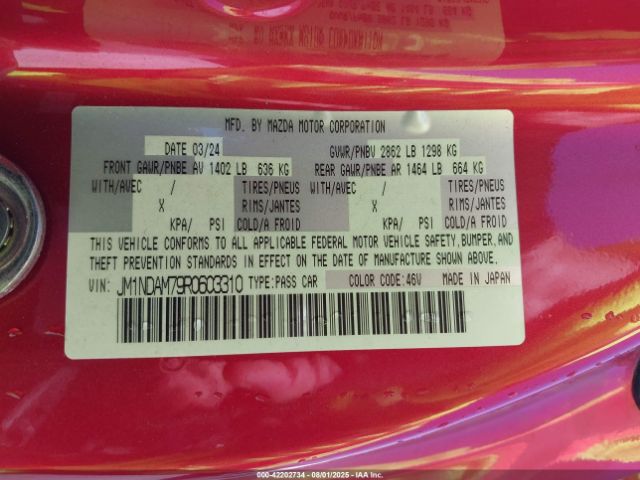 MFD. BY MAZDA MOTOR CORPORATION
DATE 03/24 GVWR/PNBV 2862 LB 1298 KG
FRONT GAWR/PNBE AV 1402 LB 636 KG REAR GAWR/PNBE AR 1464 LB 664 KG
WITH/AVEC / TIRES/PNEUS WITH/AVEC / TIRES/PNEUS
X RIMS/JANTES X RIMS/JANTES
KPA/ PSI COLD/A FROID KPA/ PSI COLD/A FROID
THIS VEHICLE CONFORMS TO ALL APPLICABLE FEDERAL MOTOR VEHICLE SAFETY, BUMPER, AND
THEFT PREVENTION STANDARDS IN EFFECT ON THE DATE OF MANUFACTURE SHOWN ABOVE.
VIN: JM1NDAM79R0603310 TYPE:PASS CAR COLOR CODE:46V MADE IN JAPAN
000-42202734 - 08/01/2025 - IAAI.COM